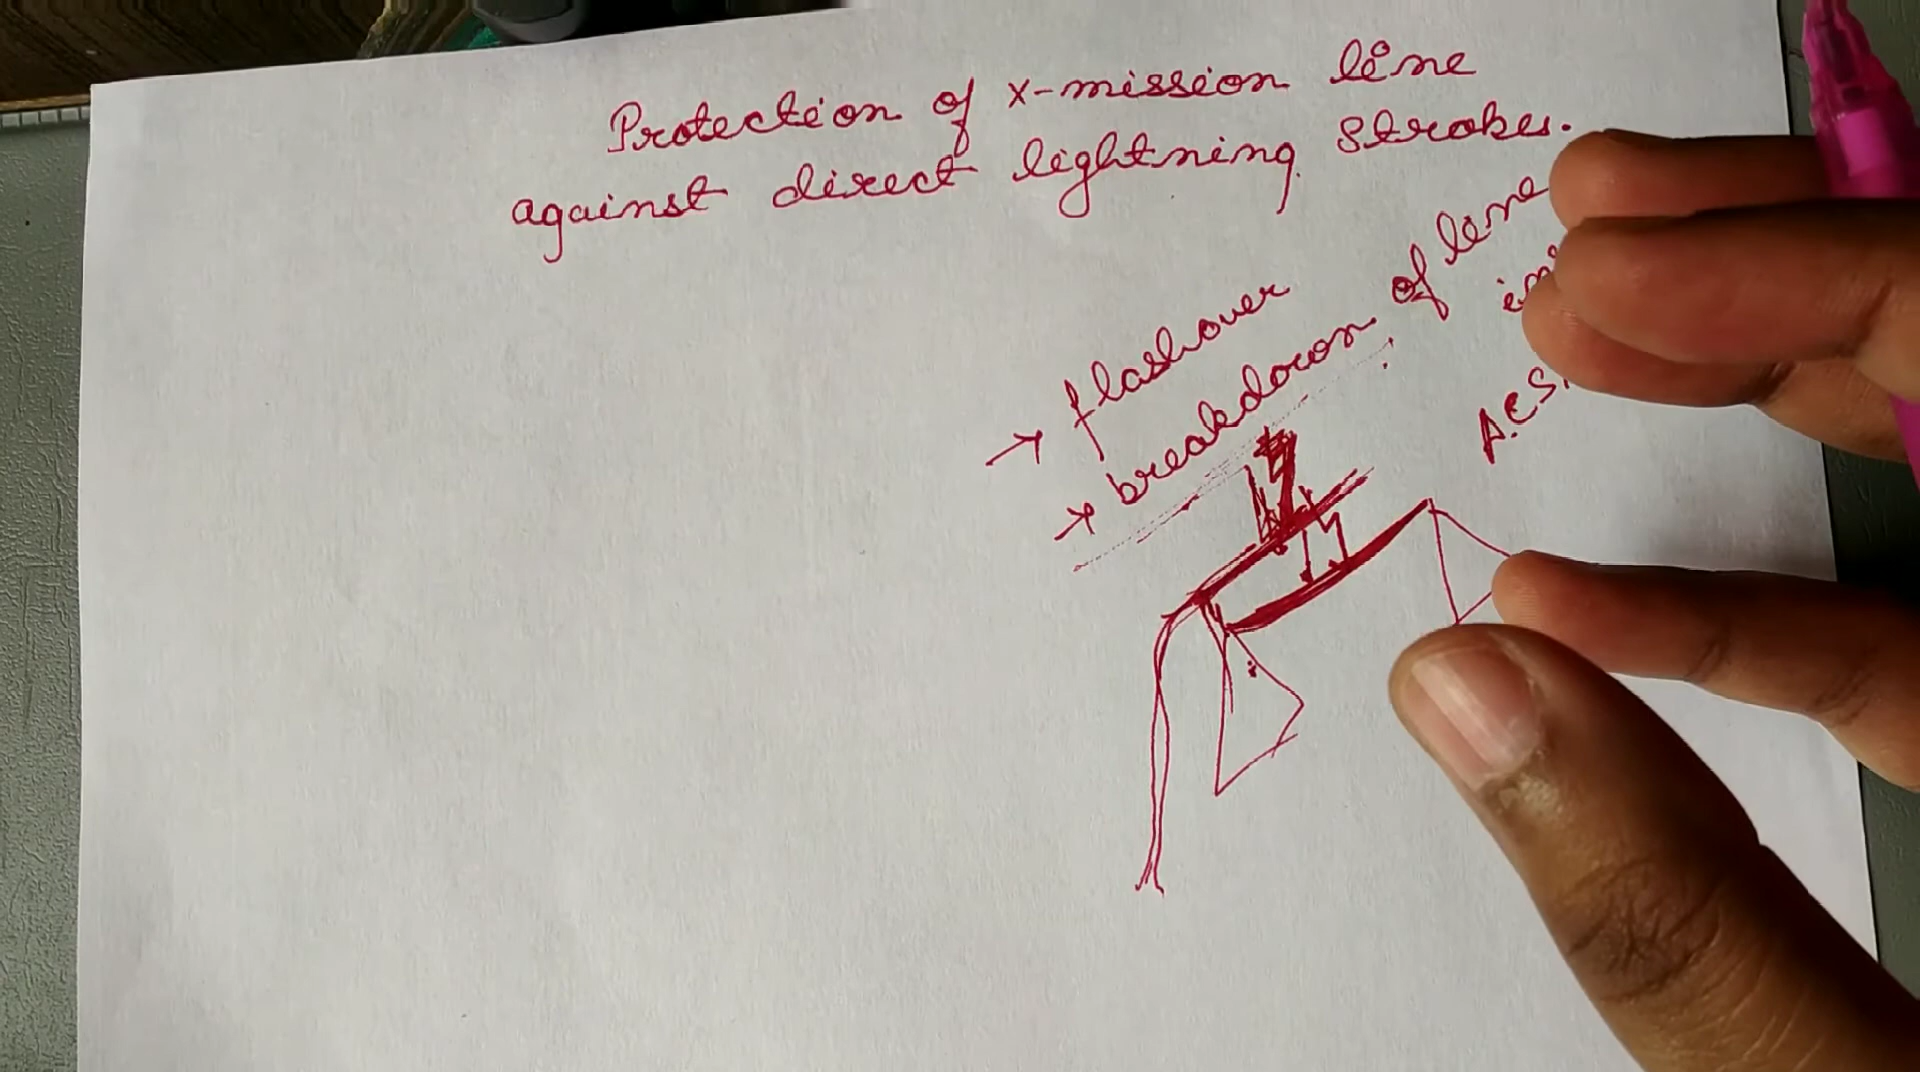 Protection of x-mission line
against direct lightning strokes.
→ flashover
→ breakdown of line